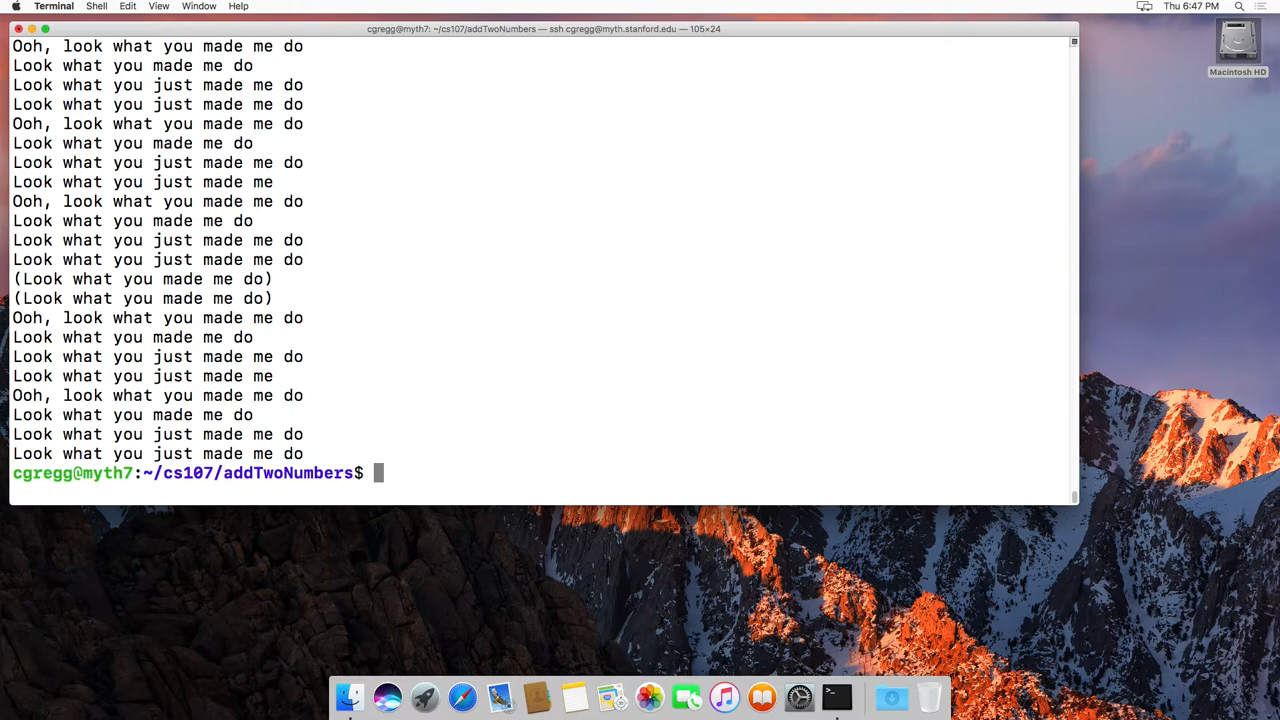 Terminal Shell Edit View Window Help Thu 6:47 PM
cgregg@myth7: ~/cs107/addTwoNumbers — ssh cgregg@myth.stanford.edu — 105×24
Macintosh HD
Ooh, look what you made me do
Look what you made me do
Look what you just made me do
Look what you just made me do
Ooh, look what you made me do
Look what you made me do
Look what you just made me do
Look what you just made me
Ooh, look what you made me do
Look what you made me do
Look what you just made me do
Look what you just made me do
(Look what you made me do)
(Look what you made me do)
Ooh, look what you made me do
Look what you made me do
Look what you just made me do
Look what you just made me
Ooh, look what you made me do
Look what you made me do
Look what you just made me do
Look what you just made me do
cgregg@myth7:~/cs107/addTwoNumbers$